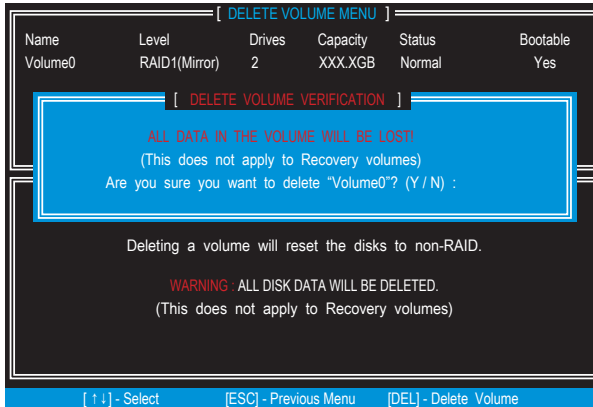 [ DELETE VOLUME MENU ]
Name Level Drives Capacity Status Bootable
Volume0 RAID1(Mirror) 2 XXX.XGB Normal Yes
[ DELETE VOLUME VERIFICATION ]
ALL DATA IN THE VOLUME WILL BE LOST!
(This does not apply to Recovery volumes)
Are you sure you want to delete “Volume0”? (Y / N) :
Deleting a volume will reset the disks to non-RAID.
WARNING : ALL DISK DATA WILL BE DELETED.
(This does not apply to Recovery volumes)
[ ↑↓] - Select [ESC] - Previous Menu [DEL] - Delete Volume